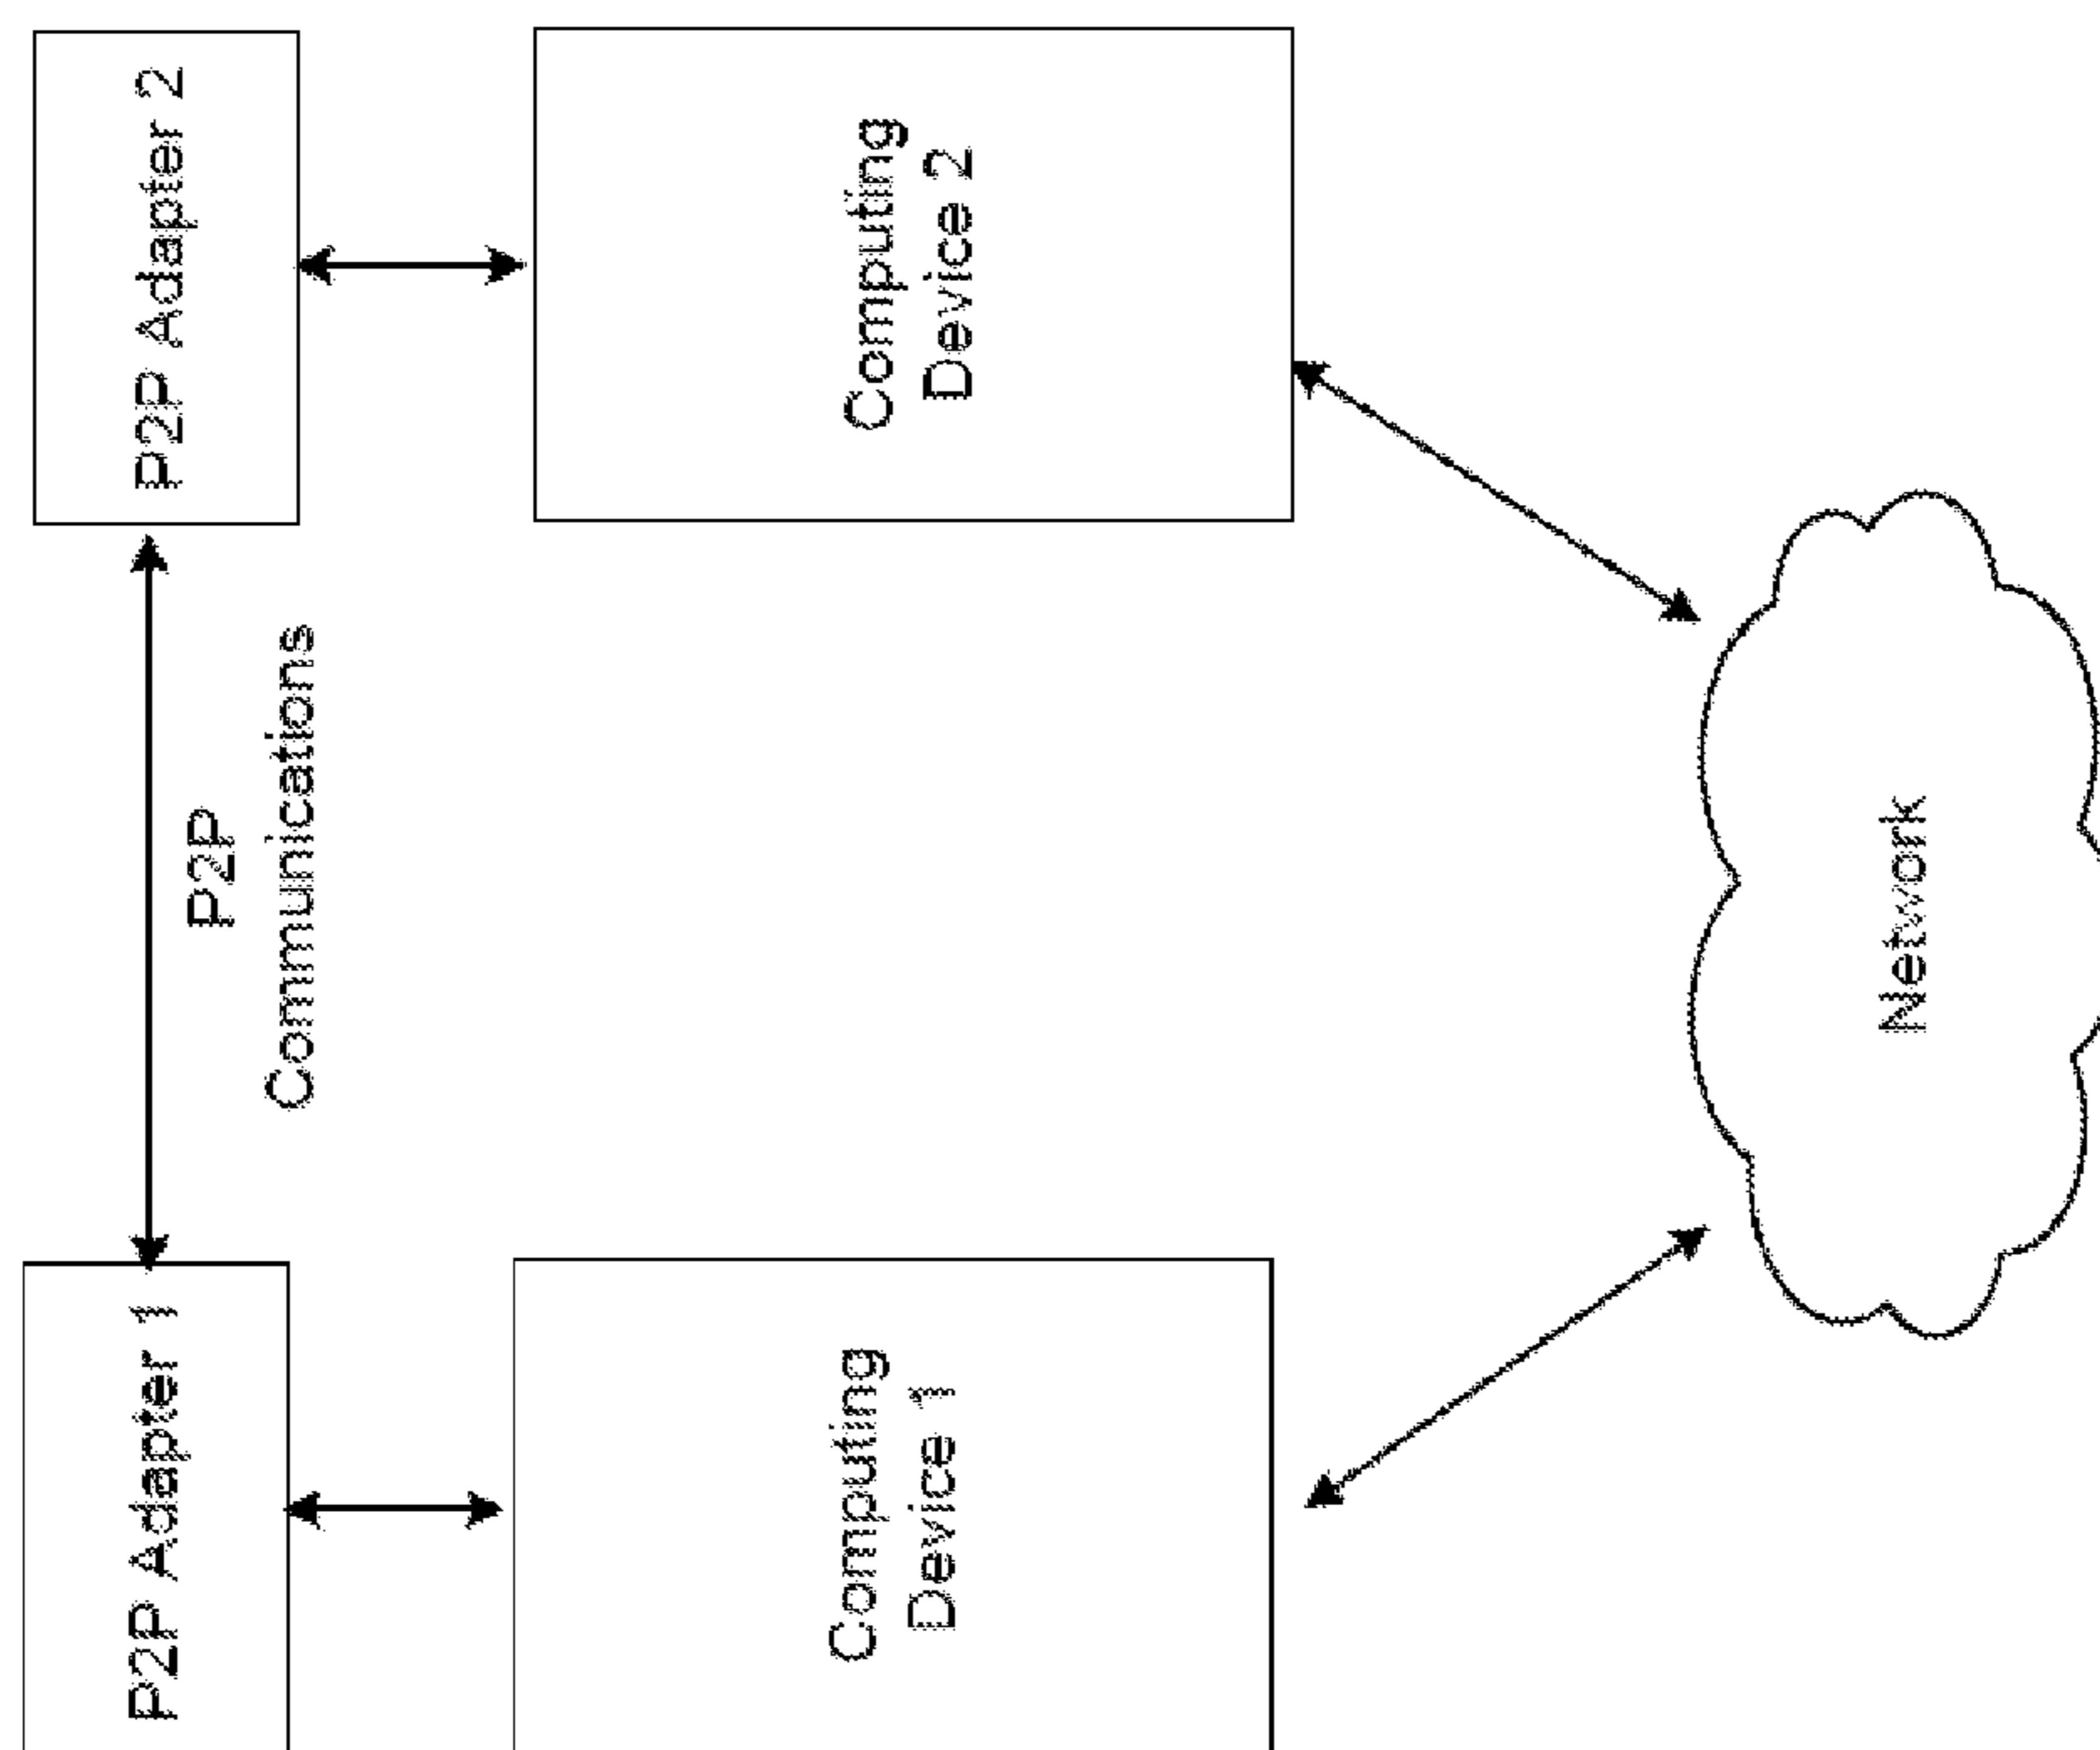 P2P Adapter 1
P2P
Communications
P2P Adapter 2
Computing
Device 1
Computing
Device 2
Network